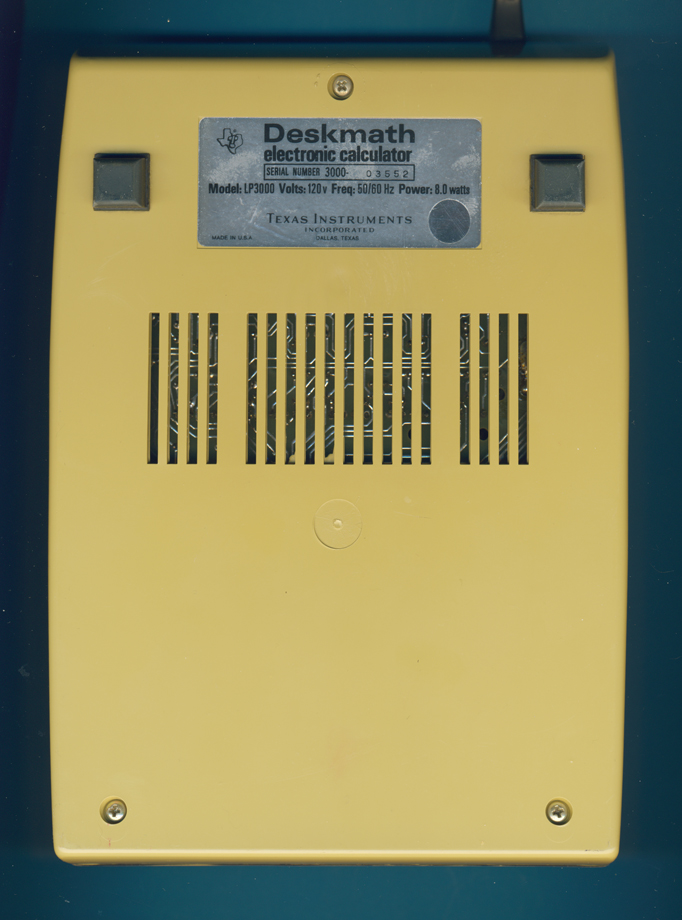 Deskmath
electronic calculator
SERIAL NUMBER 3000- 03552
Model: LP3000 Volts: 120v Freq: 50/60 Hz Power: 8.0 watts
TEXAS INSTRUMENTS
INCORPORATED
MADE IN U.S.A. DALLAS, TEXAS